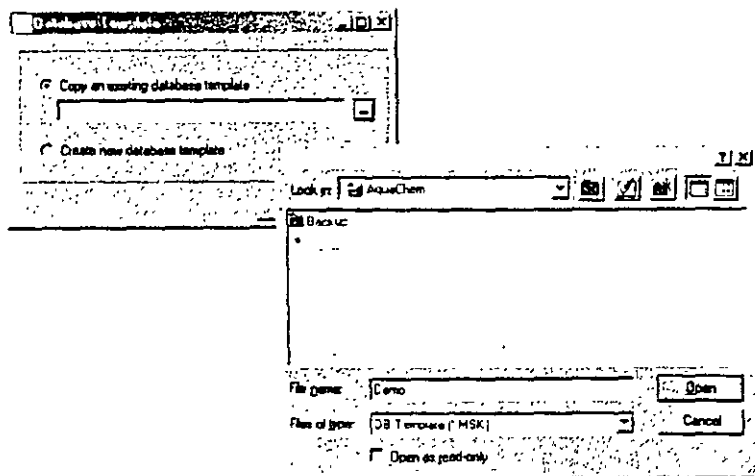 Database Template
Copy an existing database template
Create new database template
Look in: AquaChem
Backup
File name: Demo
Open
Files of type: DB Template (*.MSK)
Cancel
Open as read-only